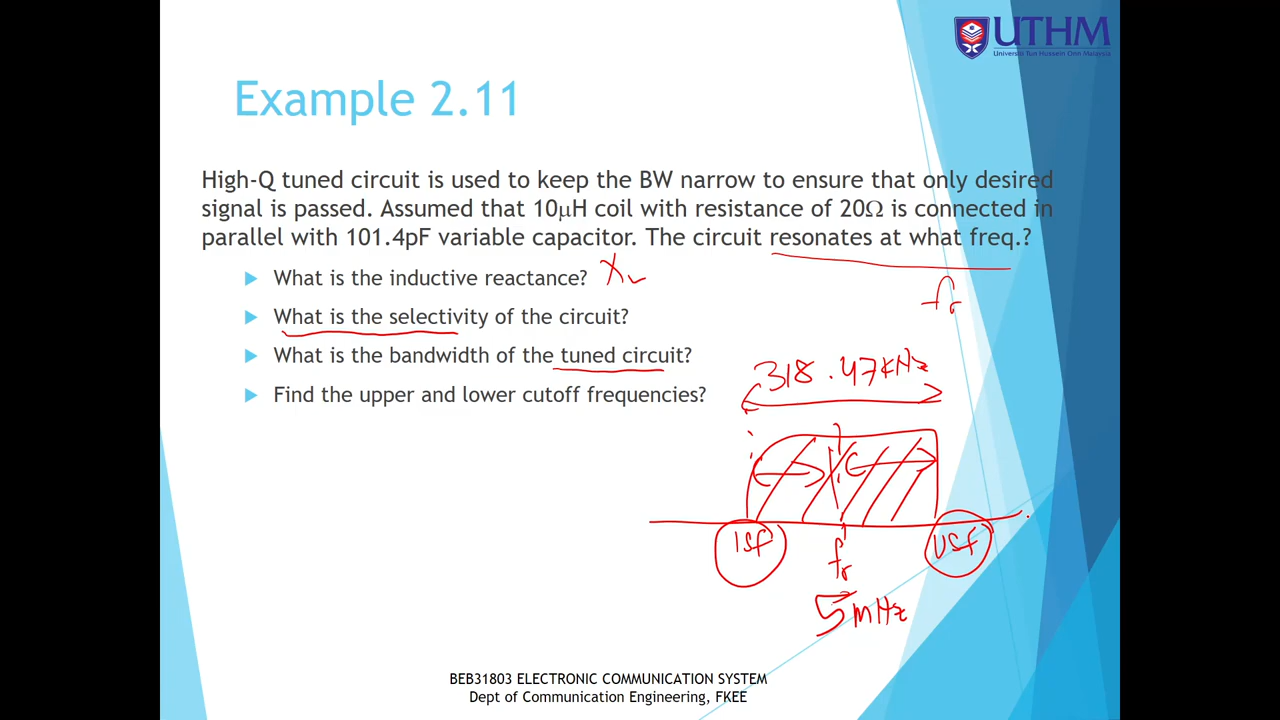 UTHM
Universiti Tun Hussein Onn Malaysia
Example 2.11
High-Q tuned circuit is used to keep the BW narrow to ensure that only desired
signal is passed. Assumed that 10μH coil with resistance of 20Ω is connected in
parallel with 101.4pF variable capacitor. The circuit resonates at what freq.?
What is the inductive reactance? XL
fr
What is the selectivity of the circuit?
What is the bandwidth of the tuned circuit?
318.47kHz
Find the upper and lower cutoff frequencies?
lsf
usf
fr
5mHz
BEB31803 ELECTRONIC COMMUNICATION SYSTEM
Dept of Communication Engineering, FKEE